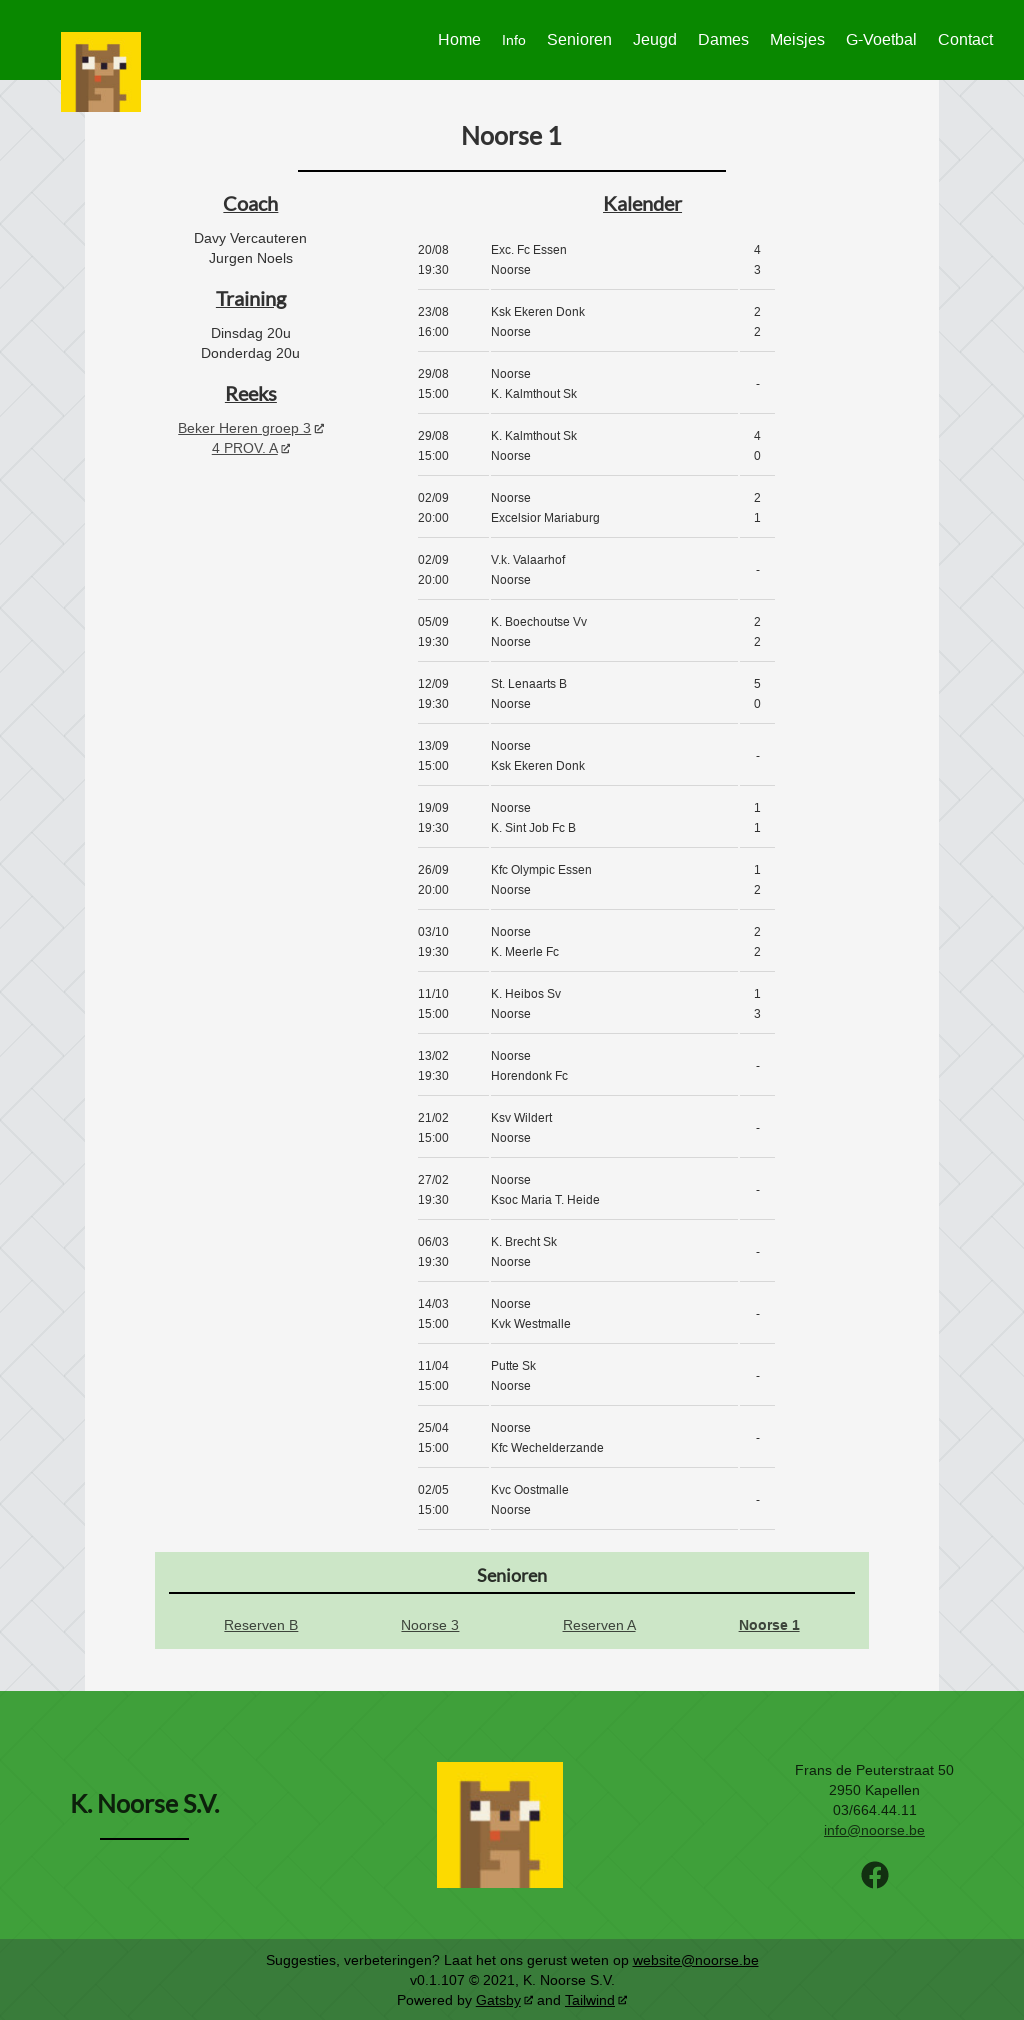 Home Info Senioren Jeugd Dames Meisjes G-Voetbal Contact
Noorse 1
Coach
Davy Vercauteren
Jurgen Noels
Training
Dinsdag 20u
Donderdag 20u
Reeks
Beker Heren groep 3
4 PROV. A
Kalender
20/08 Exc. Fc Essen 4
19:30 Noorse 3
23/08 Ksk Ekeren Donk 2
16:00 Noorse 2
29/08 Noorse
-
15:00 K. Kalmthout Sk
29/08 K. Kalmthout Sk 4
15:00 Noorse 0
02/09 Noorse 2
20:00 Excelsior Mariaburg 1
02/09 V.k. Valaarhof
-
20:00 Noorse
05/09 K. Boechoutse Vv 2
19:30 Noorse 2
12/09 St. Lenaarts B 5
19:30 Noorse 0
13/09 Noorse
-
15:00 Ksk Ekeren Donk
19/09 Noorse 1
19:30 K. Sint Job Fc B 1
26/09 Kfc Olympic Essen 1
20:00 Noorse 2
03/10 Noorse 2
19:30 K. Meerle Fc 2
11/10 K. Heibos Sv 1
15:00 Noorse 3
13/02 Noorse
-
19:30 Horendonk Fc
21/02 Ksv Wildert
-
15:00 Noorse
27/02 Noorse
-
19:30 Ksoc Maria T. Heide
06/03 K. Brecht Sk
-
19:30 Noorse
14/03 Noorse
-
15:00 Kvk Westmalle
11/04 Putte Sk
-
15:00 Noorse
25/04 Noorse
-
15:00 Kfc Wechelderzande
02/05 Kvc Oostmalle
-
15:00 Noorse
Senioren
Reserven B Noorse 3 Reserven A Noorse 1
K. Noorse S.V.
Frans de Peuterstraat 50
2950 Kapellen
03/664.44.11
info@noorse.be
Suggesties, verbeteringen? Laat het ons gerust weten op website@noorse.be
v0.1.107 © 2021, K. Noorse S.V.
Powered by Gatsby and Tailwind